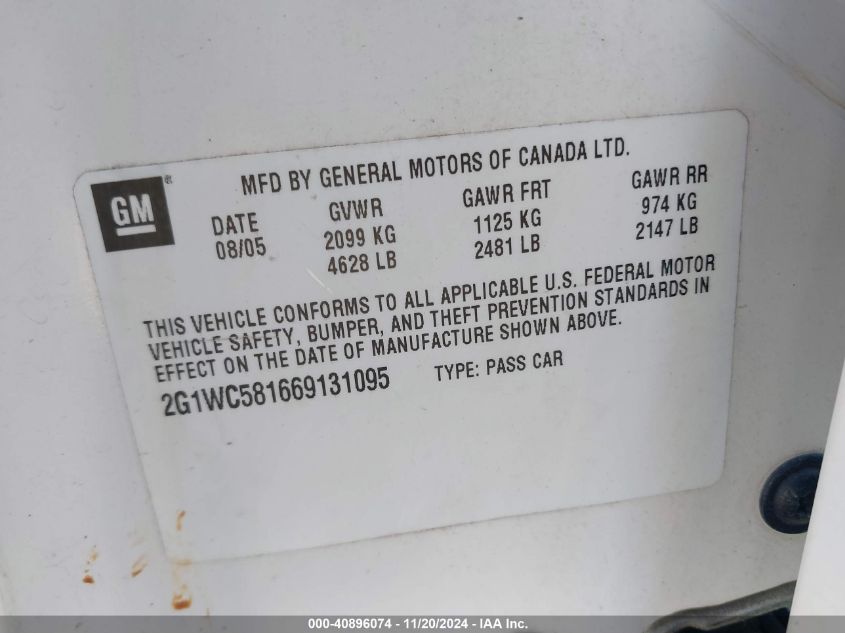 MFD BY GENERAL MOTORS OF CANADA LTD.
GM®
DATE GVWR GAWR FRT GAWR RR
08/05 2099 KG 1125 KG 974 KG
4628 LB 2481 LB 2147 LB
THIS VEHICLE CONFORMS TO ALL APPLICABLE U.S. FEDERAL MOTOR
VEHICLE SAFETY, BUMPER, AND THEFT PREVENTION STANDARDS IN
EFFECT ON THE DATE OF MANUFACTURE SHOWN ABOVE.
2G1WC581669131095 TYPE: PASS CAR
000-40896074 - 11/20/2024 - IAA Inc.